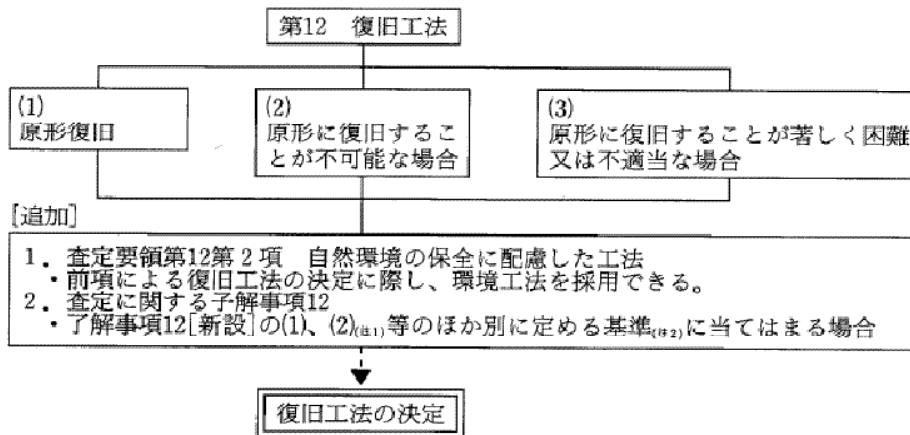 第12　復旧工法
(1)
原形復旧
(2)
原形に復旧するこ
とが不可能な場合
(3)
原形に復旧することが著しく困難
又は不適当な場合
[追加]
1．査定要領第12第2項　自然環境の保全に配慮した工法
・前項による復旧工法の決定に際し、環境工法を採用できる。
2．査定に関する子解事項12
・了解事項12[新設]の(1)、(2)(注1)等のほか別に定める基準(注2)に当てはまる場合
復旧工法の決定